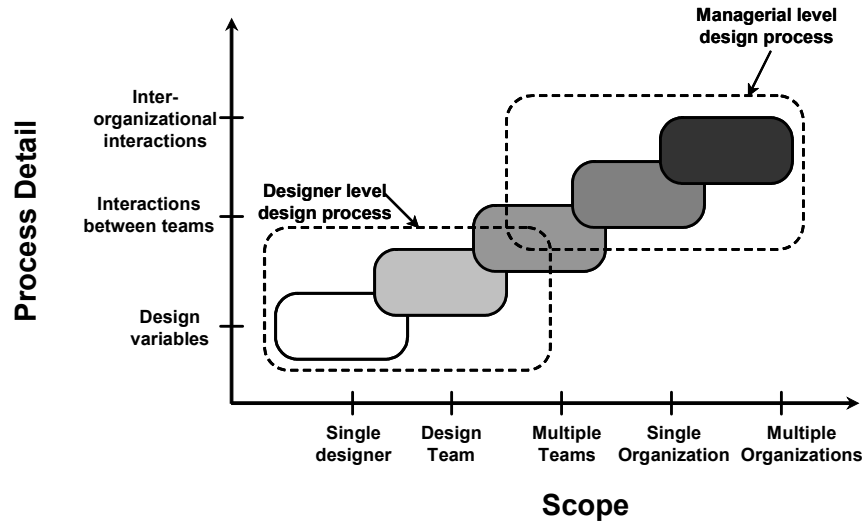 Managerial level
design process
Inter-
organizational
interactions
Designer level
design process
Interactions
between teams
Process Detail
Design
variables
Single
designer
Design
Team
Multiple
Teams
Single
Organization
Multiple
Organizations
Scope